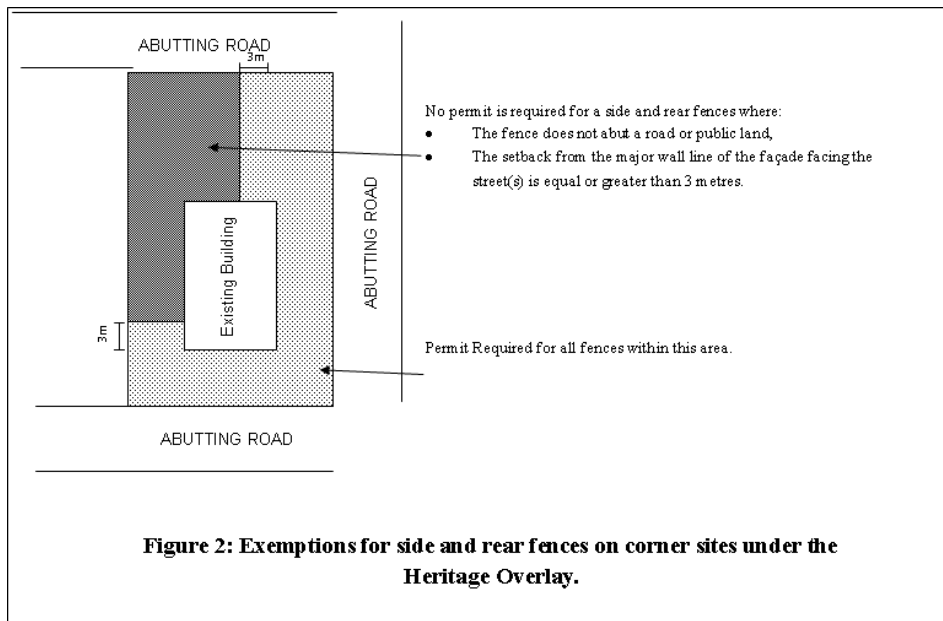 ABUTTING ROAD
3m
No permit is required for a side and rear fences where:
• The fence does not abut a road or public land,
• The setback from the major wall line of the façade facing the
street(s) is equal or greater than 3 metres.
Existing Building
ABUTTING ROAD
3m
Permit Required for all fences within this area.
ABUTTING ROAD
Figure 2: Exemptions for side and rear fences on corner sites under the
Heritage Overlay.